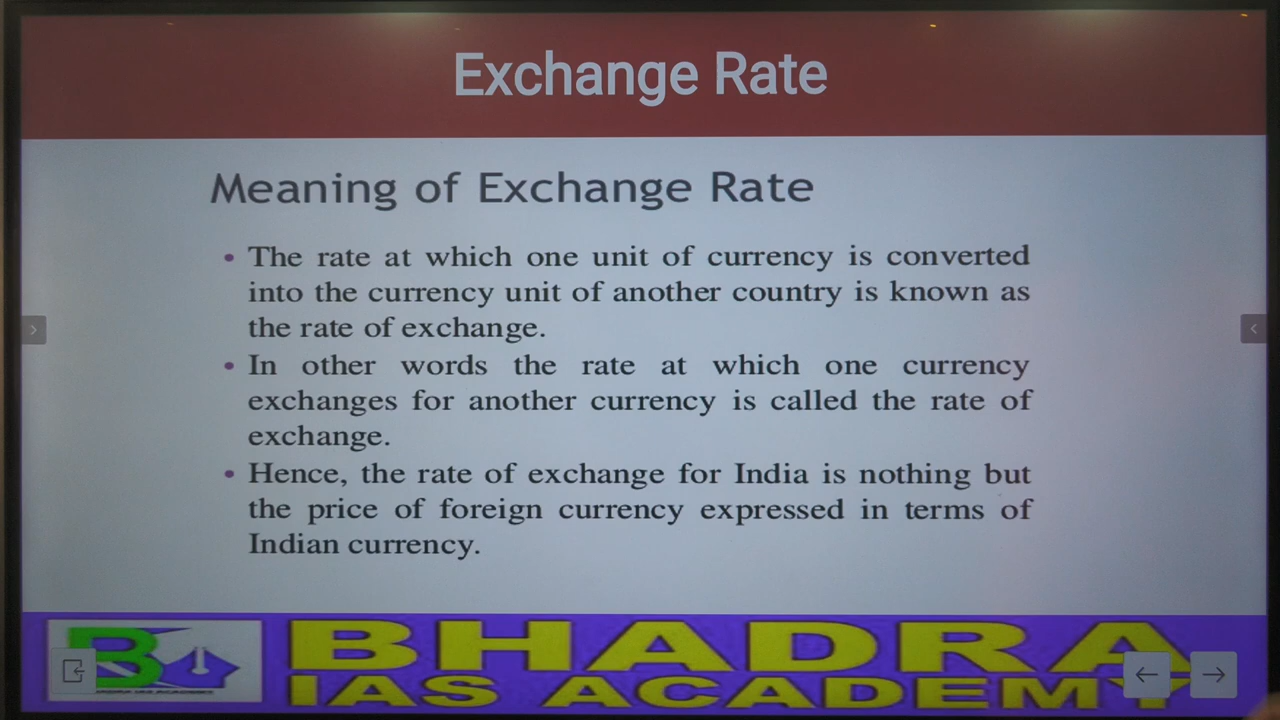 Exchange Rate
Meaning of Exchange Rate
• The rate at which one unit of currency is converted
into the currency unit of another country is known as
the rate of exchange.
• In other words the rate at which one currency
exchanges for another currency is called the rate of
exchange.
• Hence, the rate of exchange for India is nothing but
the price of foreign currency expressed in terms of
Indian currency.
BHADRA
IAS ACADEMY